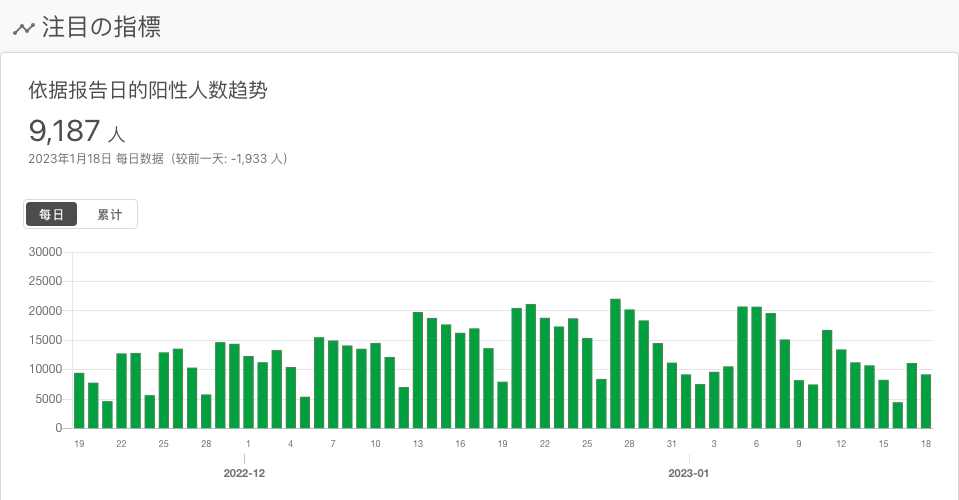 注目の指標
依据报告日的阳性人数趋势
9,187 人
2023年1月18日 每日数据（较前一天: -1,933 人）
每日 累计
30000
25000
20000
15000
10000
5000
0
19 22 25 28 1 4 7 10 13 16 19 22 25 28 31 3 6 9 12 15 18
2022-12 2023-01